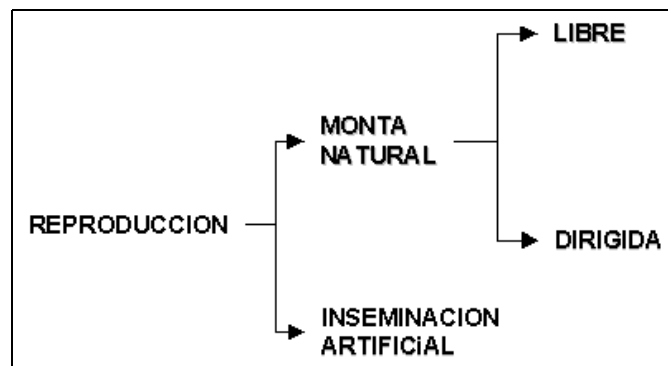 LIBRE
MONTA
NATURAL
REPRODUCCION
DIRIGIDA
INSEMINACION
ARTIFICiAL